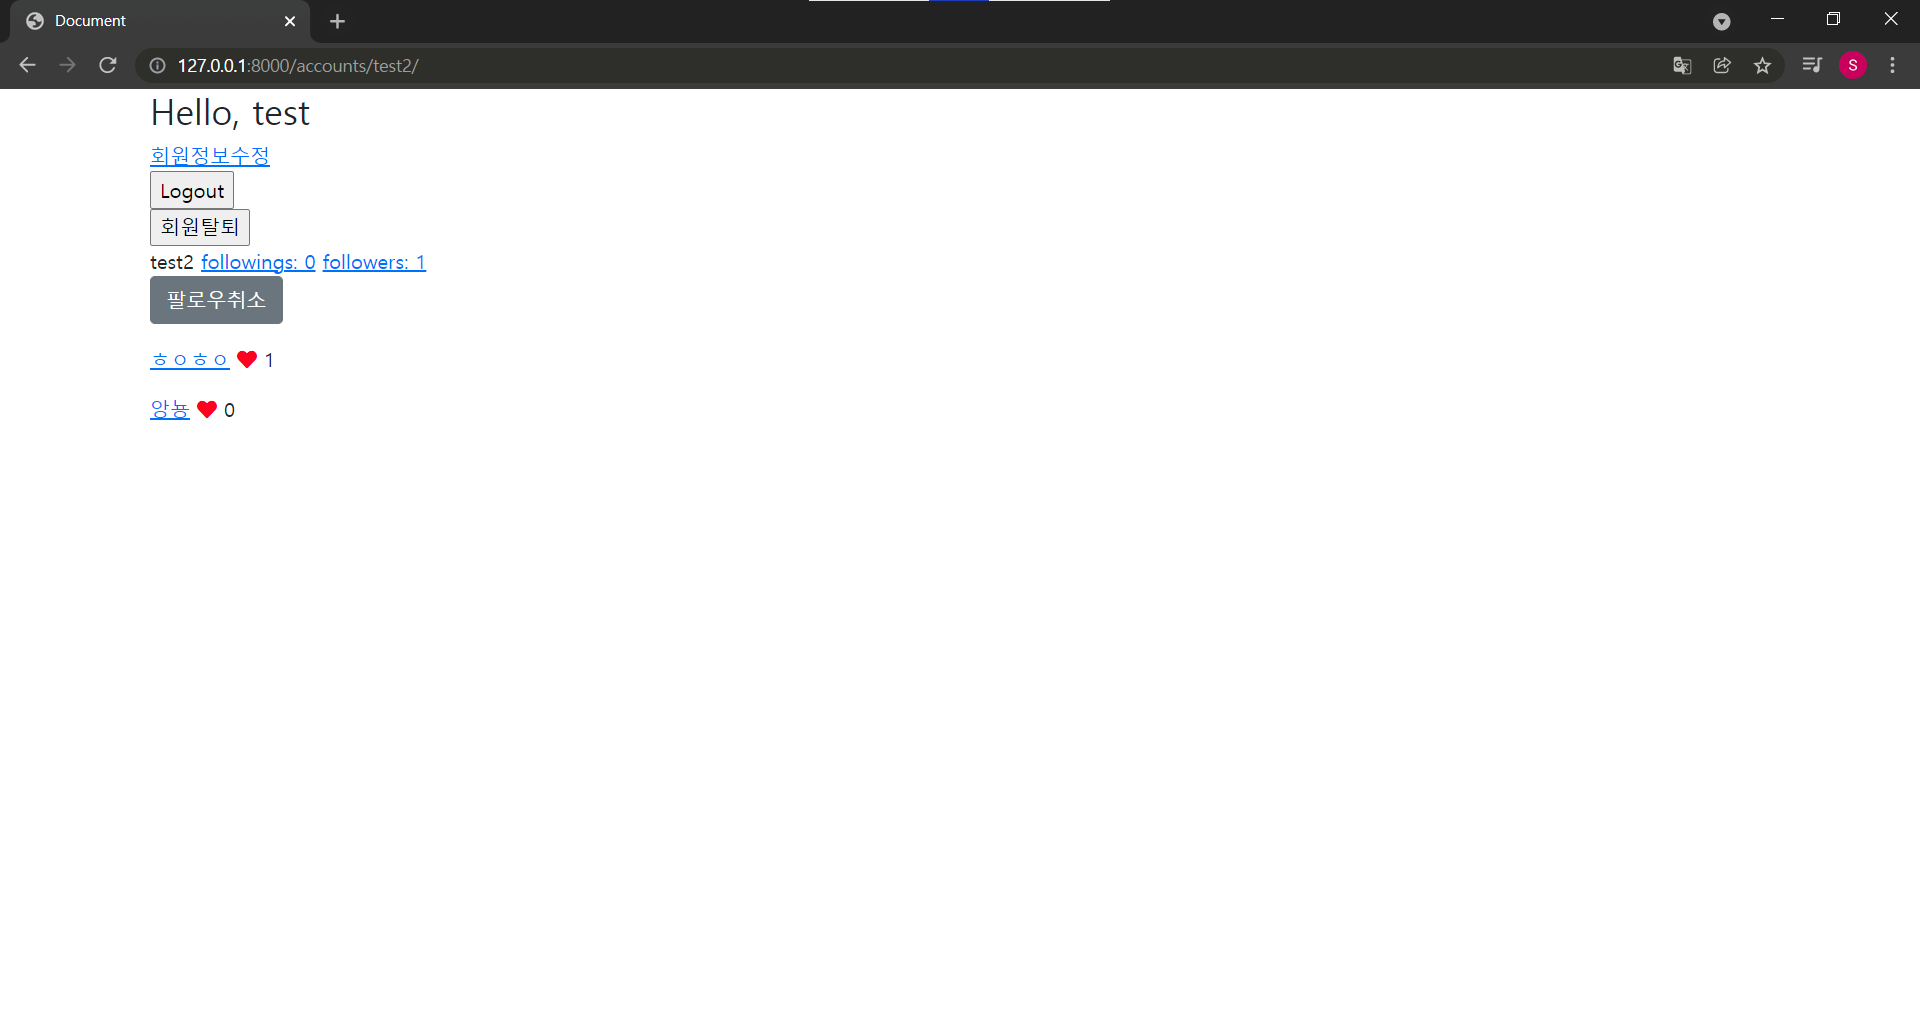 Document
127.0.0.1:8000/accounts/test2/
S
Hello, test
회원정보수정
Logout
회원탈퇴
test2 followings: 0 followers: 1
팔로우취소
ㅎㅇㅎㅇ 1
앙뇽 0